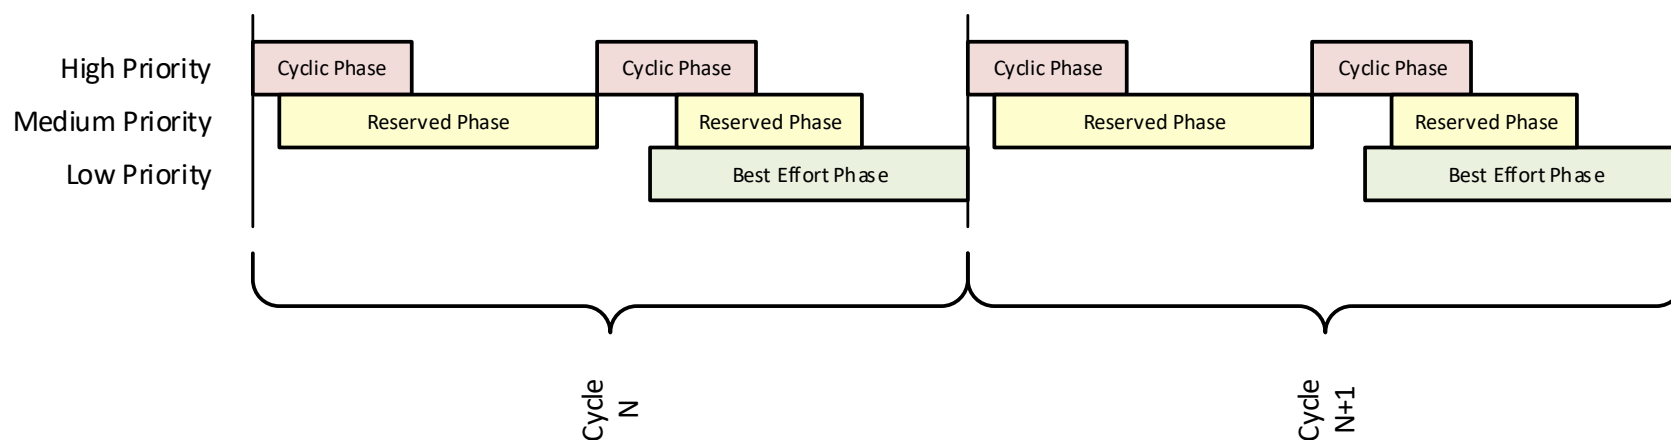 High Priority
Cyclic Phase
Cyclic Phase
Cyclic Phase
Cyclic Phase
Medium Priority
Reserved Phase
Reserved Phase
Reserved Phase
Reserved Phase
Low Priority
Best Effort Phase
Best Effort Phase
Cycle
N
Cycle
N+1